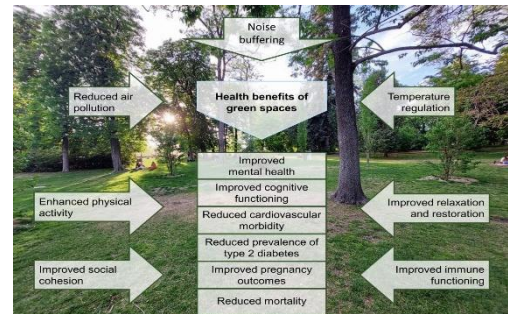 Noise
buffering
Reduced air
pollution
Health benefits of
green spaces
Temperature
regulation
Improved
mental health
Improved cognitive
functioning
Enhanced physical
activity
Reduced cardiovascular
morbidity
Improved relaxation
and restoration
Reduced prevalence of
type 2 diabetes
Improved social
cohesion
Improved pregnancy
outcomes
Improved immune
functioning
Reduced mortality